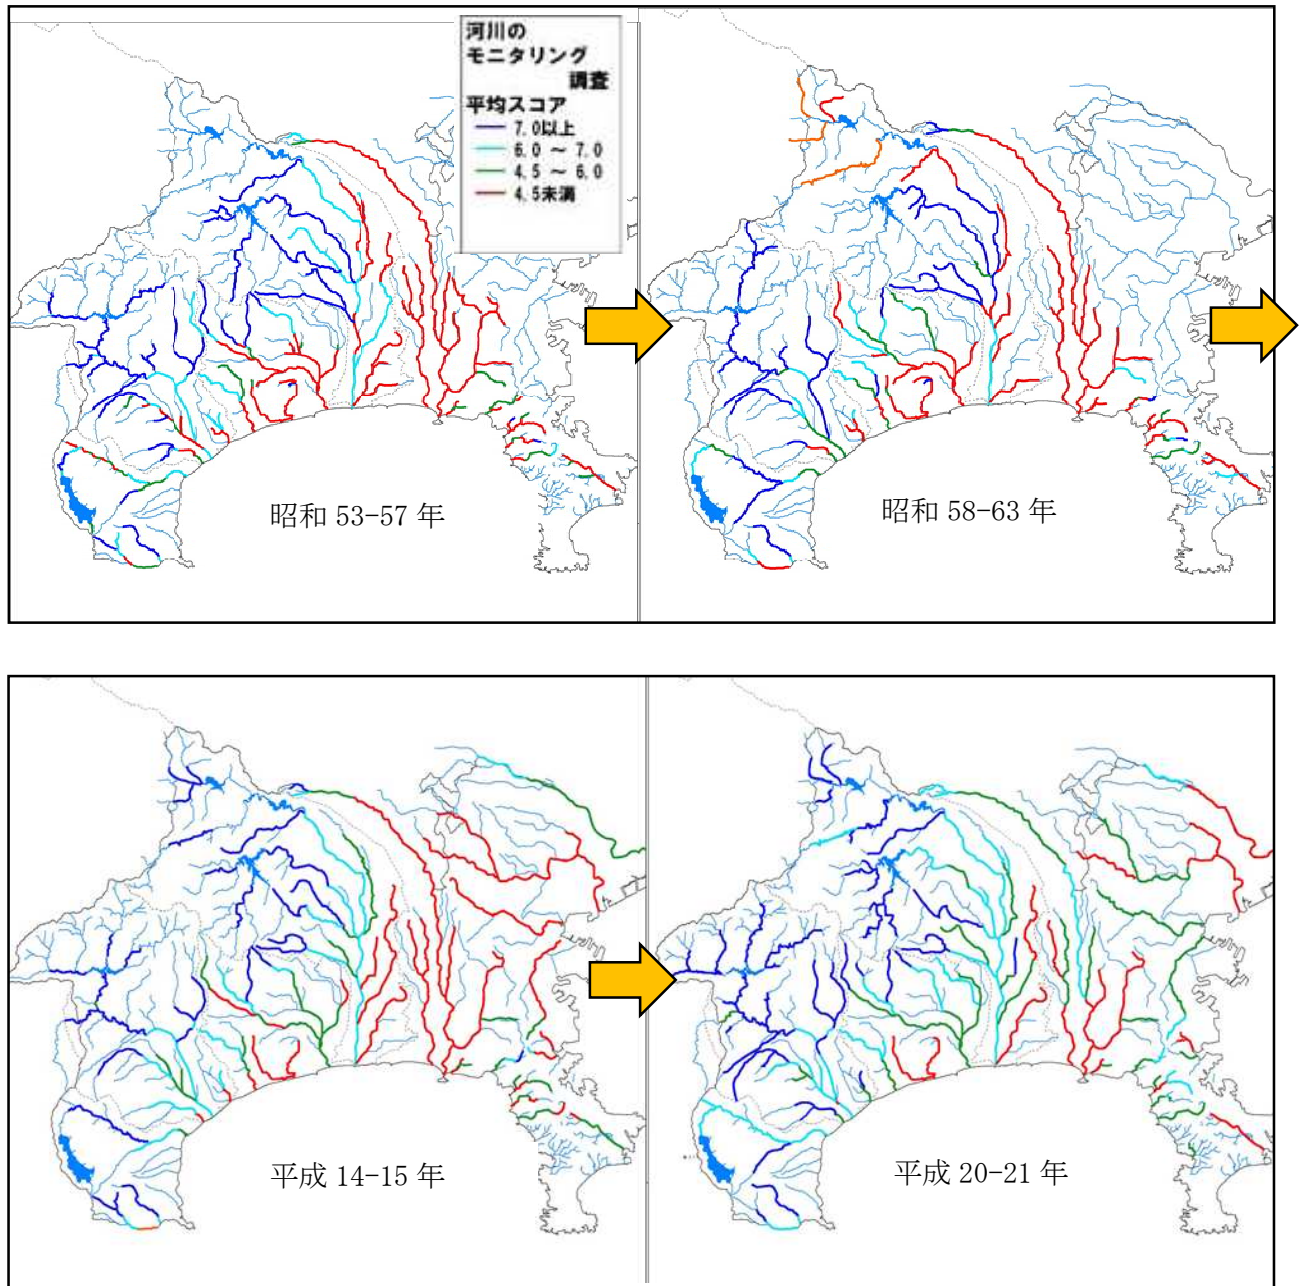 河川の
モニタリング
調査
平均スコア
7.0以上
6.0 ～ 7.0
4.5 ～ 6.0
4.5未満
昭和 53-57 年
昭和 58-63 年
平成 14-15 年
平成 20-21 年